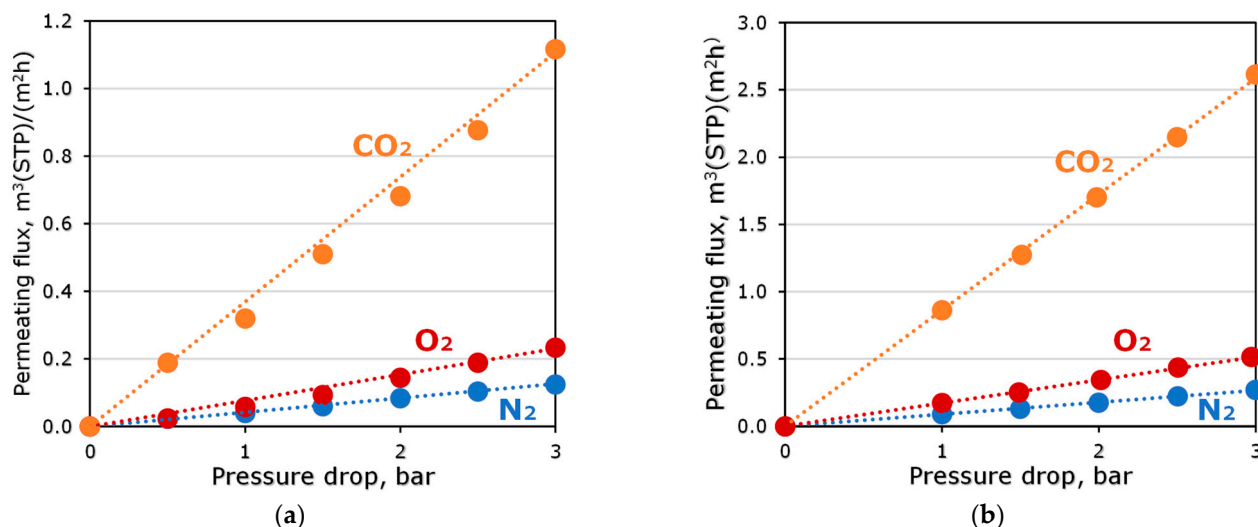 Permeating flux, m³(STP)/(m²h)
1.2
1.0
0.8
0.6
0.4
0.2
0.0
CO₂
O₂
N₂
0 1 2 3
Pressure drop, bar
(a)
Permeating flux, m³(STP)(m²h)
3.0
2.5
2.0
1.5
1.0
0.5
0.0
CO₂
O₂
N₂
0 1 2 3
Pressure drop, bar
(b)